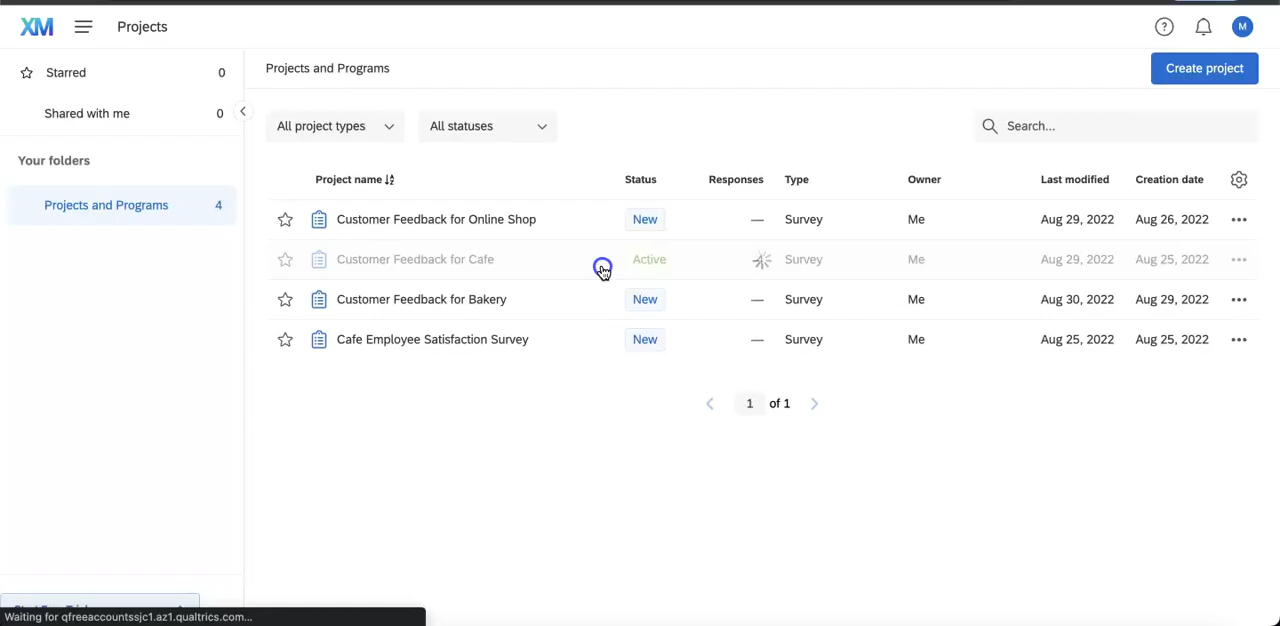 XM Projects ? M
Starred 0
Shared with me 0
Your folders
Projects and Programs 4
Projects and Programs Create project
All project types All statuses Search...
Project name Status Responses Type Owner Last modified Creation date
Customer Feedback for Online Shop New — Survey Me Aug 29, 2022 Aug 26, 2022 •••
Customer Feedback for Cafe Active Survey Me Aug 29, 2022 Aug 25, 2022 •••
Customer Feedback for Bakery New — Survey Me Aug 30, 2022 Aug 29, 2022 •••
Cafe Employee Satisfaction Survey New — Survey Me Aug 25, 2022 Aug 25, 2022 •••
1 of 1
Waiting for qfreeaccountssjc1.az1.qualtrics.com...